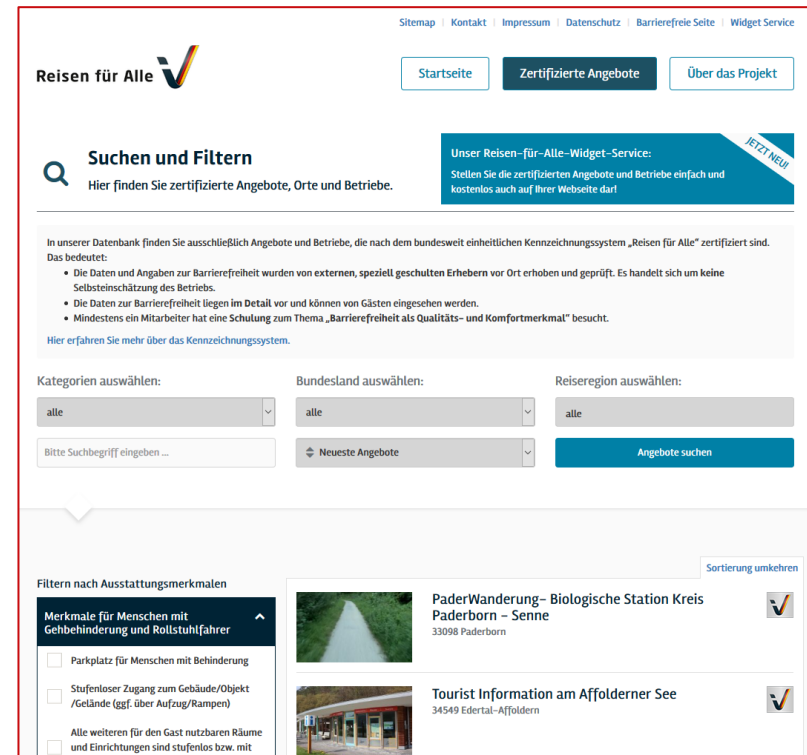 Sitemap | Kontakt | Impressum | Datenschutz | Barrierefreie Seite | Widget Service
Reisen für Alle
Startseite
Zertifizierte Angebote
Über das Projekt
Suchen und Filtern
Hier finden Sie zertifizierte Angebote, Orte und Betriebe.
Unser Reisen-für-Alle-Widget-Service:
Stellen Sie die zertifizierten Angebote und Betriebe einfach und
kostenlos auch auf Ihrer Webseite dar!
JETZT NEU!
In unserer Datenbank finden Sie ausschließlich Angebote und Betriebe, die nach dem bundesweit einheitlichen Kennzeichnungssystem „Reisen für Alle“ zertifiziert sind.
Das bedeutet:
• Die Daten und Angaben zur Barrierefreiheit wurden von externen, speziell geschulten Erhebern vor Ort erhoben und geprüft. Es handelt sich um keine
Selbsteinschätzung des Betriebs.
• Die Daten zur Barrierefreiheit liegen im Detail vor und können von Gästen eingesehen werden.
• Mindestens ein Mitarbeiter hat eine Schulung zum Thema „Barrierefreiheit als Qualitäts- und Komfortmerkmal“ besucht.
Hier erfahren Sie mehr über das Kennzeichnungssystem.
Kategorien auswählen:
Bundesland auswählen:
Reiseregion auswählen:
alle
alle
alle
Bitte Suchbegriff eingeben ...
Neueste Angebote
Angebote suchen
Sortierung umkehren
Filtern nach Ausstattungsmerkmalen
Merkmale für Menschen mit
Gehbehinderung und Rollstuhlfahrer
Parkplatz für Menschen mit Behinderung
Stufenloser Zugang zum Gebäude/Objekt
/Gelände (ggf. über Aufzug/Rampen)
Alle weiteren für den Gast nutzbaren Räume
und Einrichtungen sind stufenlos bzw. mit
PaderWanderung- Biologische Station Kreis
Paderborn - Senne
33098 Paderborn
Tourist Information am Affolderner See
34549 Edertal-Affoldern